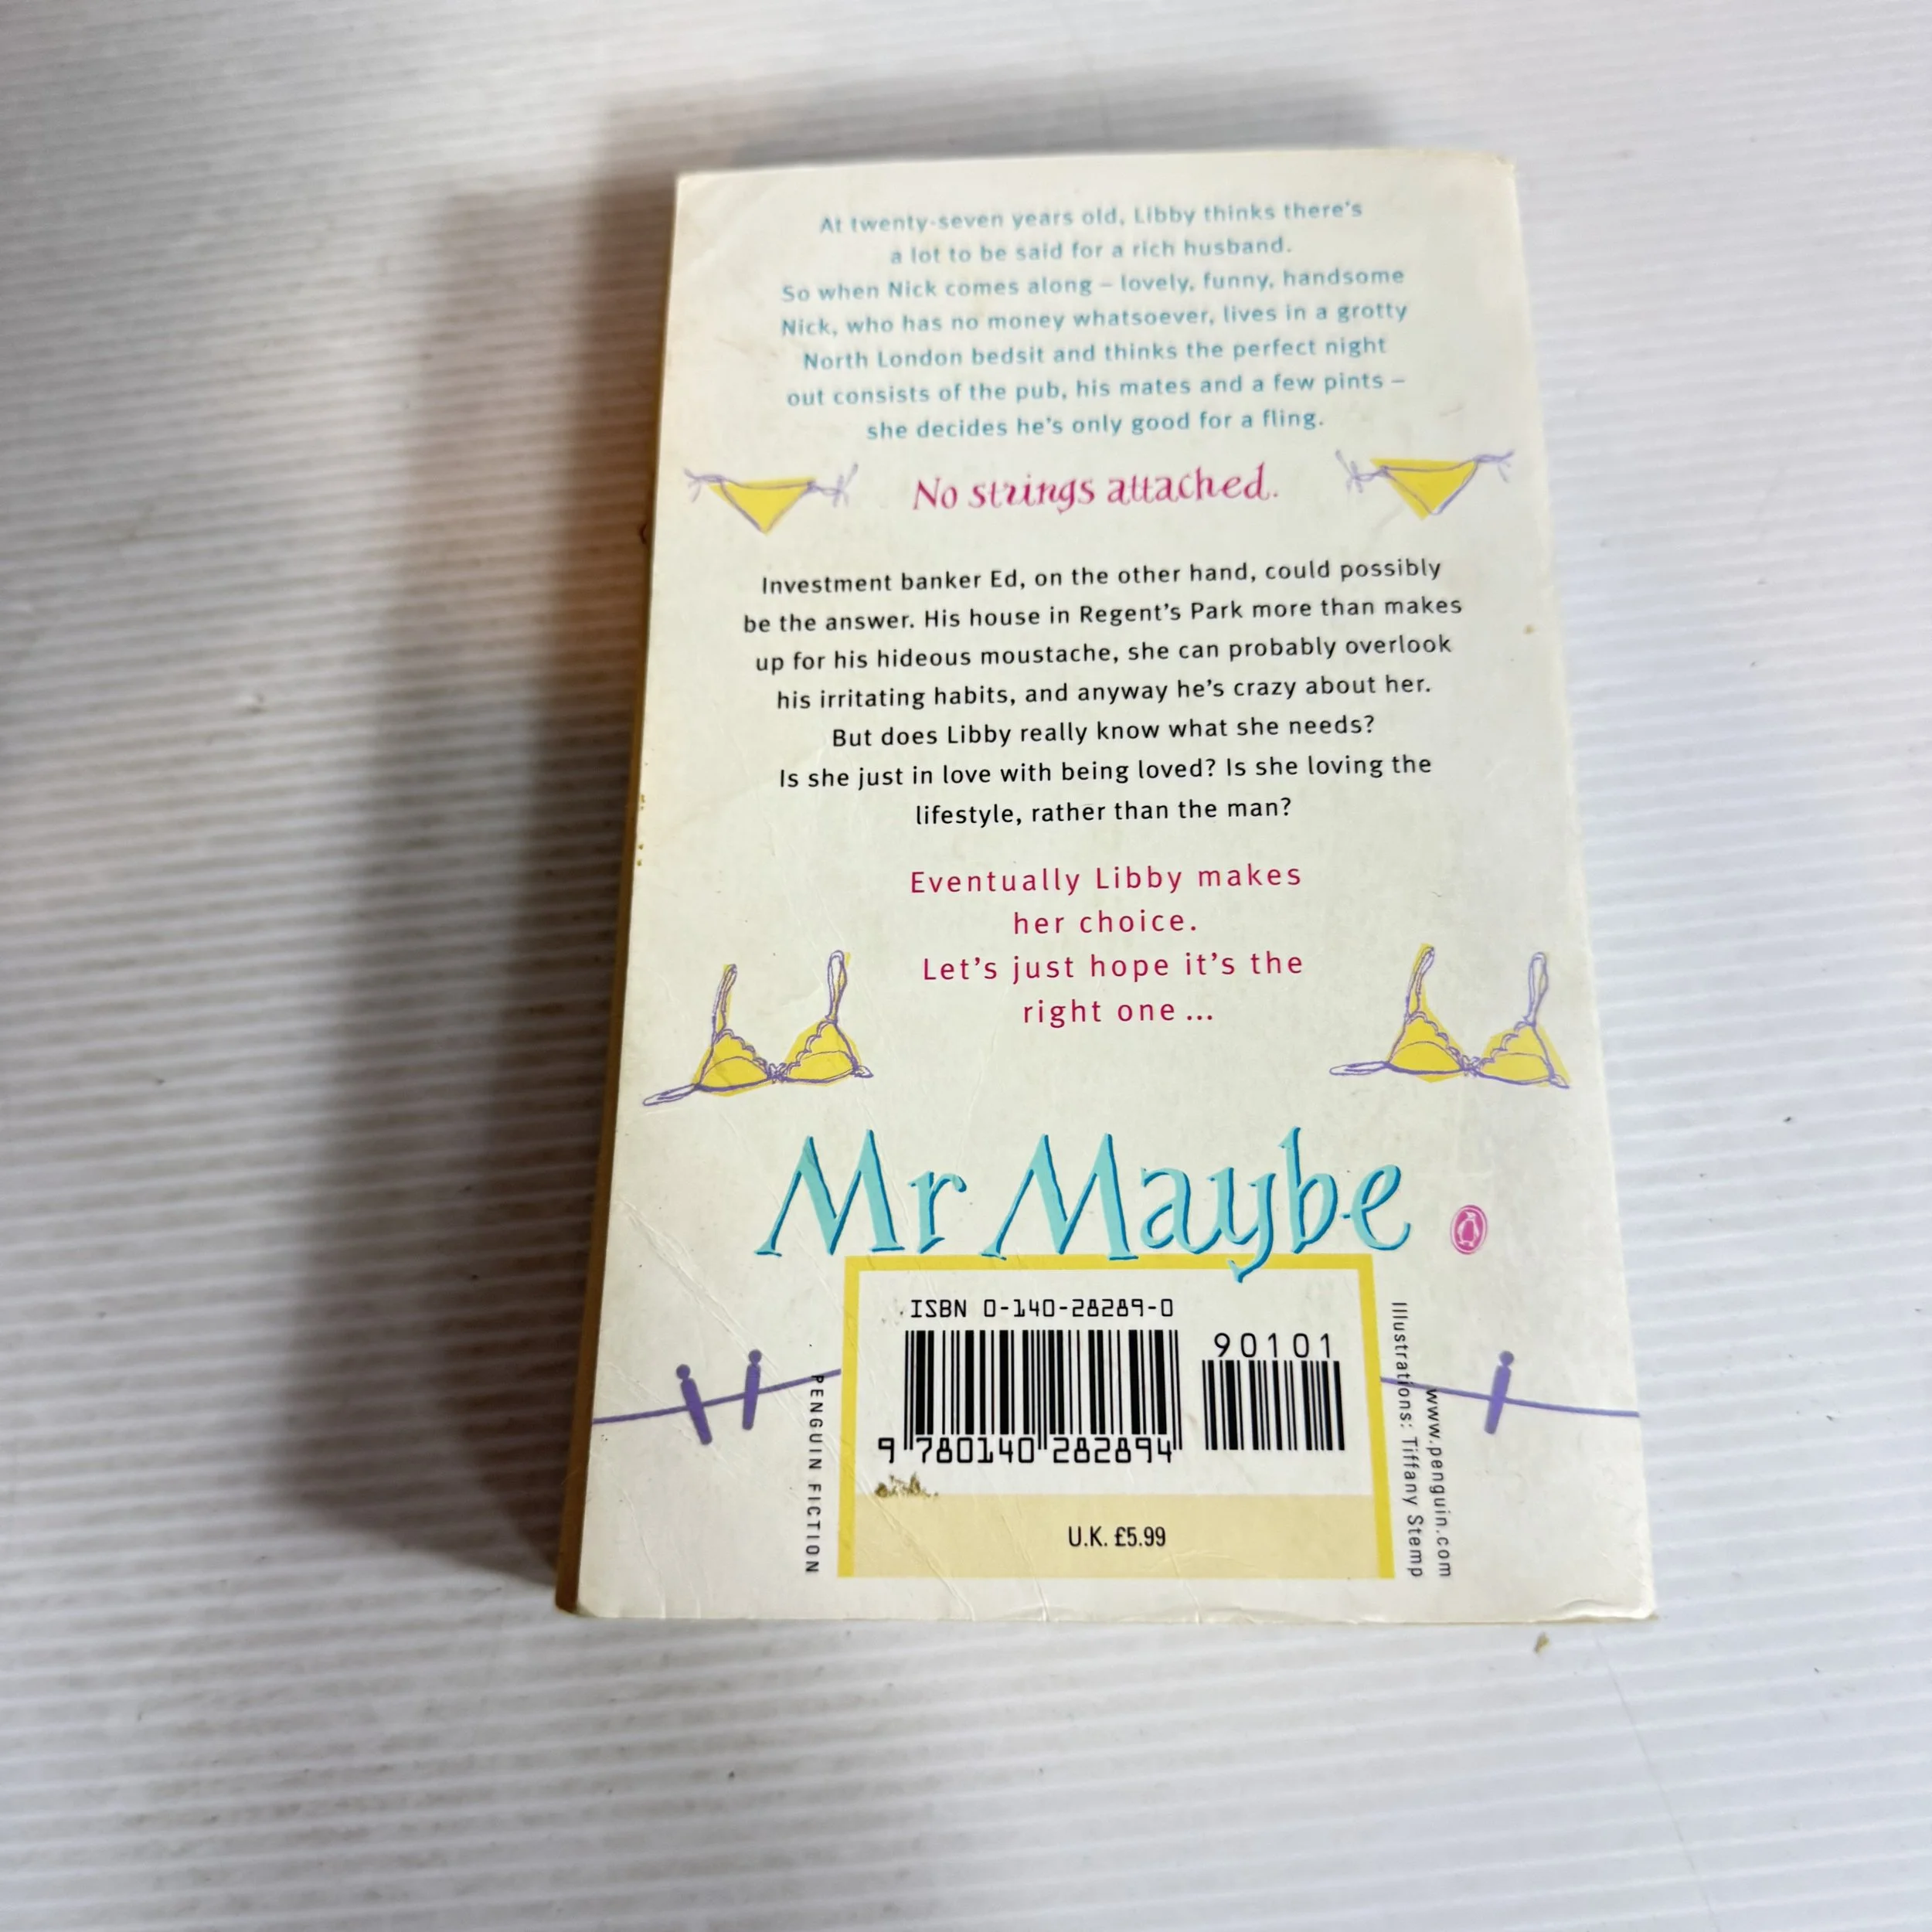 At twenty-seven years old, Libby thinks there's
a lot to be said for a rich husband.
So when Nick comes along – lovely, funny, handsome
Nick, who has no money whatsoever, lives in a grotty
North London bedsit and thinks the perfect night
out consists of the pub, his mates and a few pints –
she decides he's only good for a fling.
No strings attached.
Investment banker Ed, on the other hand, could possibly
be the answer. His house in Regent's Park more than makes
up for his hideous moustache, she can probably overlook
his irritating habits, and anyway he's crazy about her.
But does Libby really know what she needs?
Is she just in love with being loved? Is she loving the
lifestyle, rather than the man?
Eventually Libby makes
her choice.
Let's just hope it's the
right one ...
Mr Maybe
ISBN 0-140-28289-0
90101
9 780140 282894
U.K. £5.99
PENGUIN FICTION
Illustrations: Tiffany Stemp
www.penguin.com